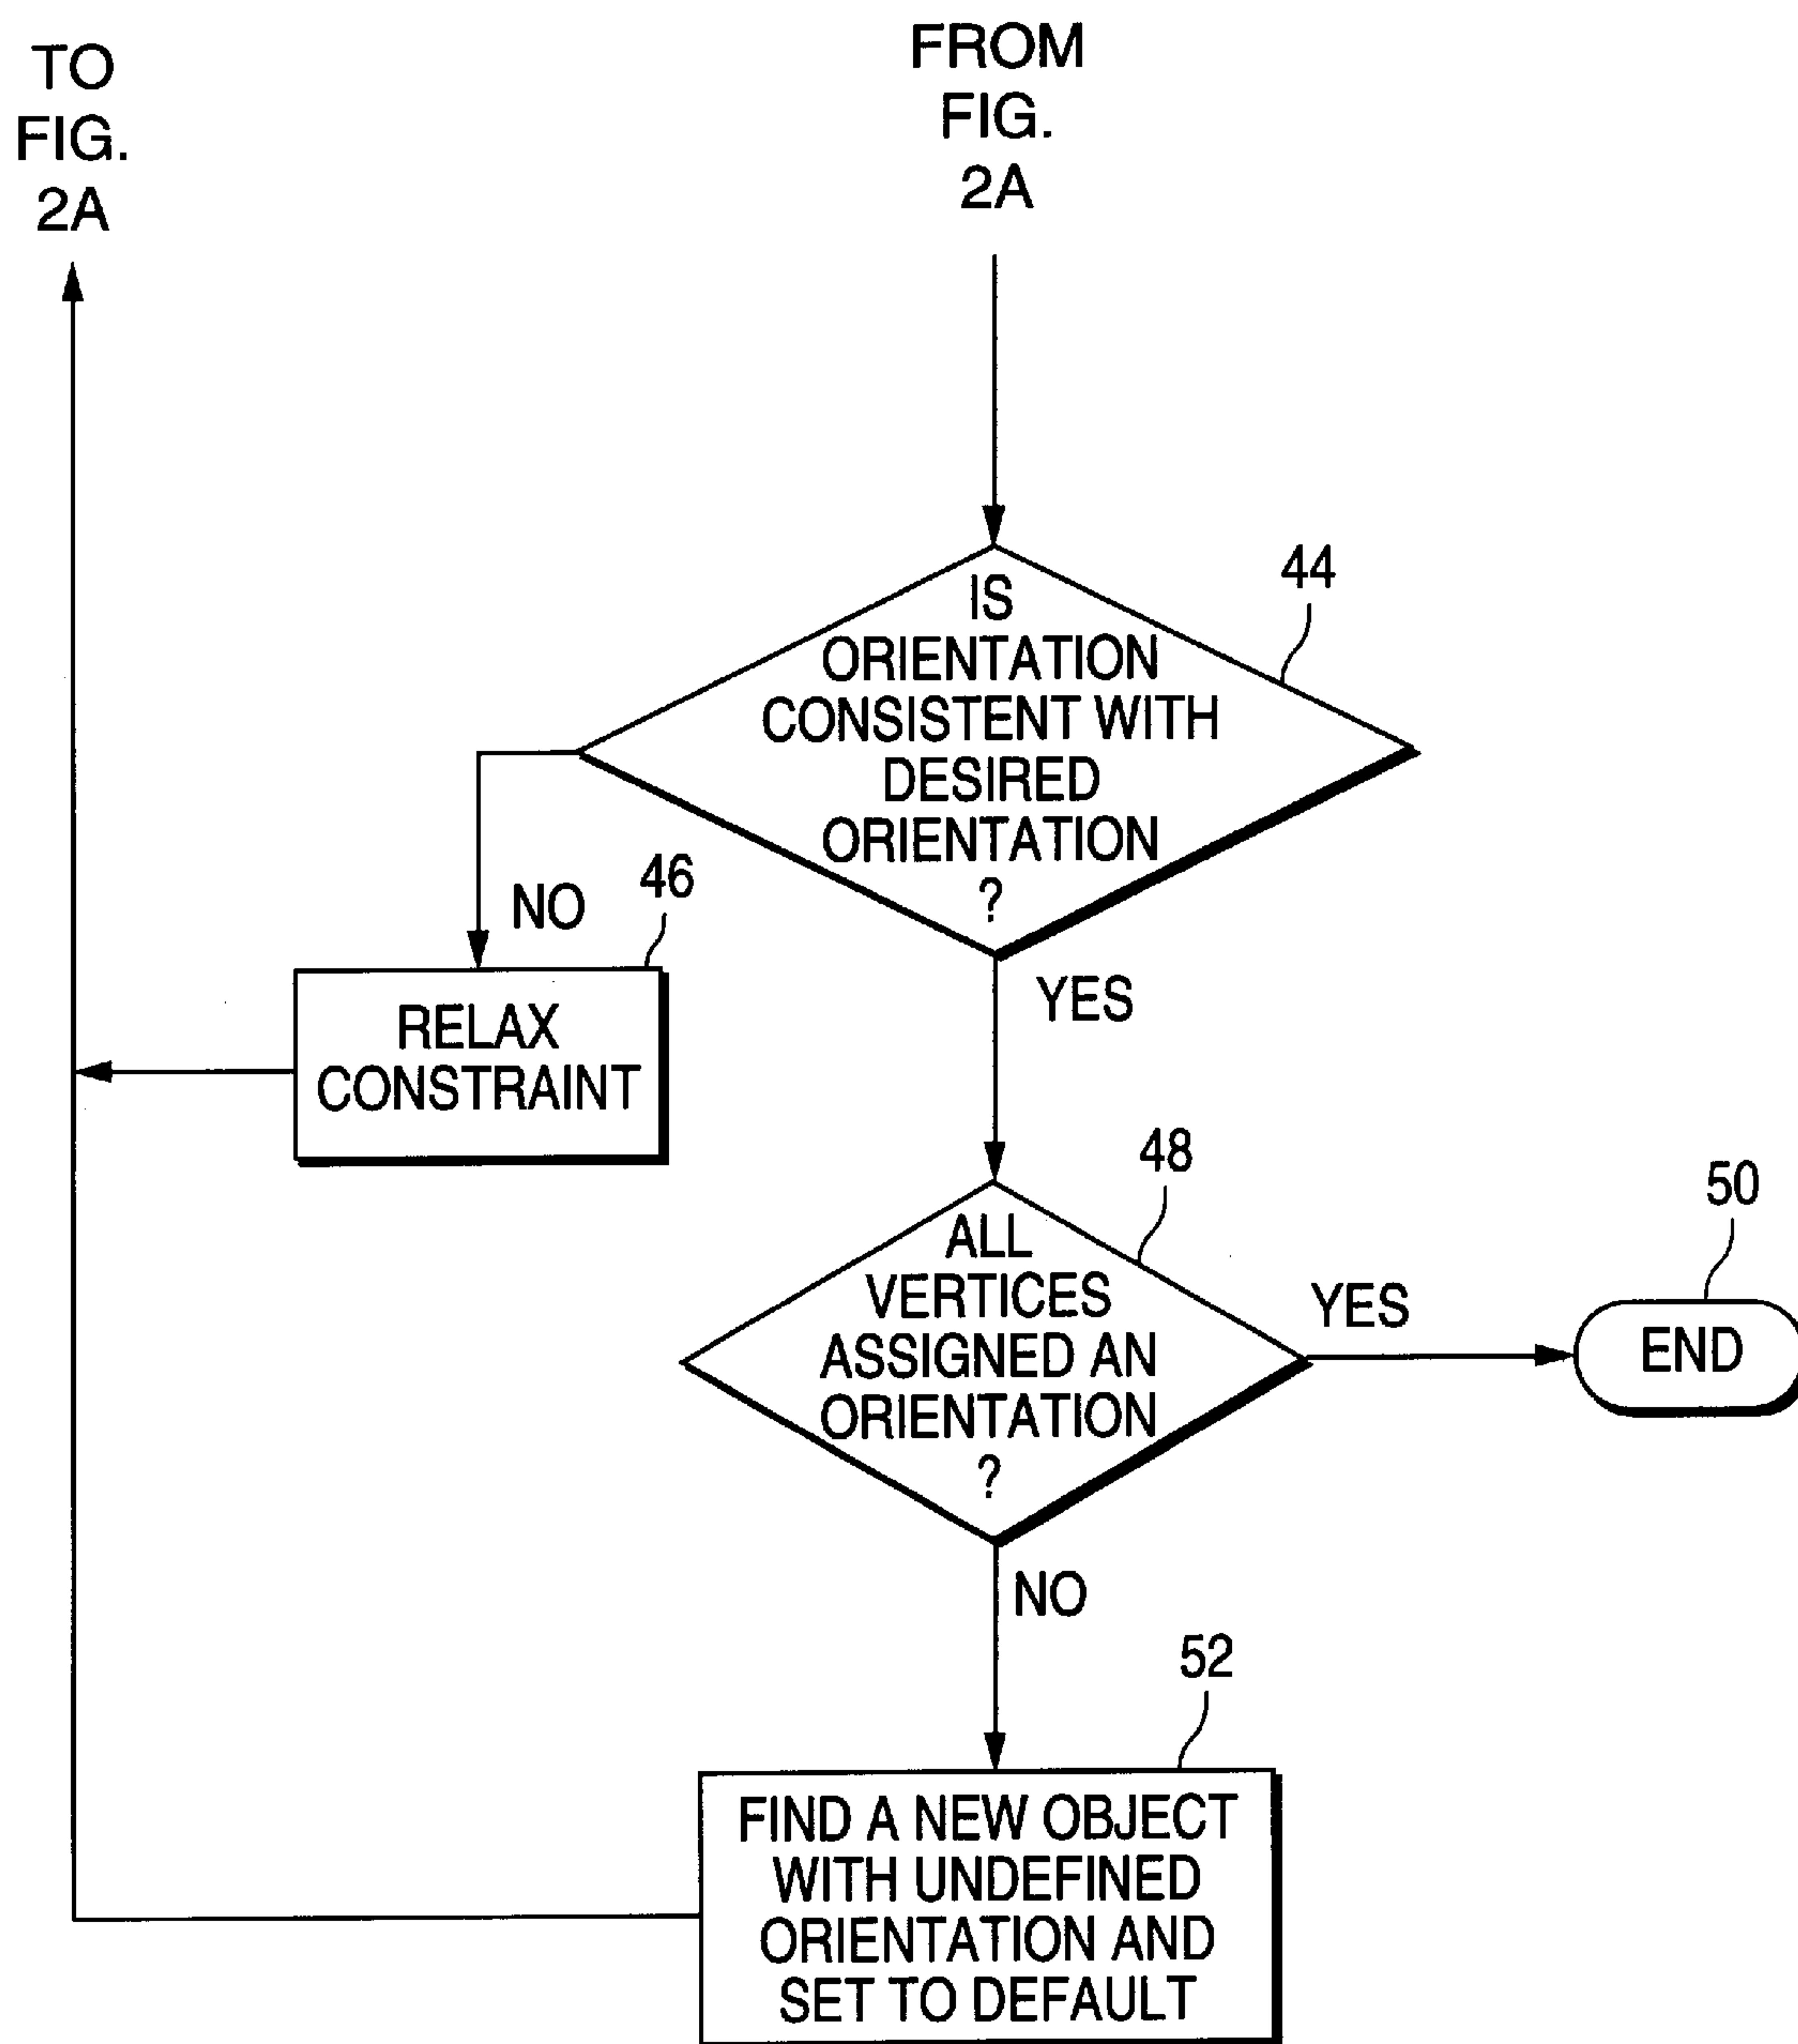 TO
FIG.
2A
FROM
FIG.
2A
44
IS
ORIENTATION
CONSISTENT WITH
DESIRED
ORIENTATION
?
NO
46
RELAX
CONSTRAINT
YES
48
ALL
VERTICES
ASSIGNED AN
ORIENTATION
?
YES
50
END
NO
52
FIND A NEW OBJECT
WITH UNDEFINED
ORIENTATION AND
SET TO DEFAULT